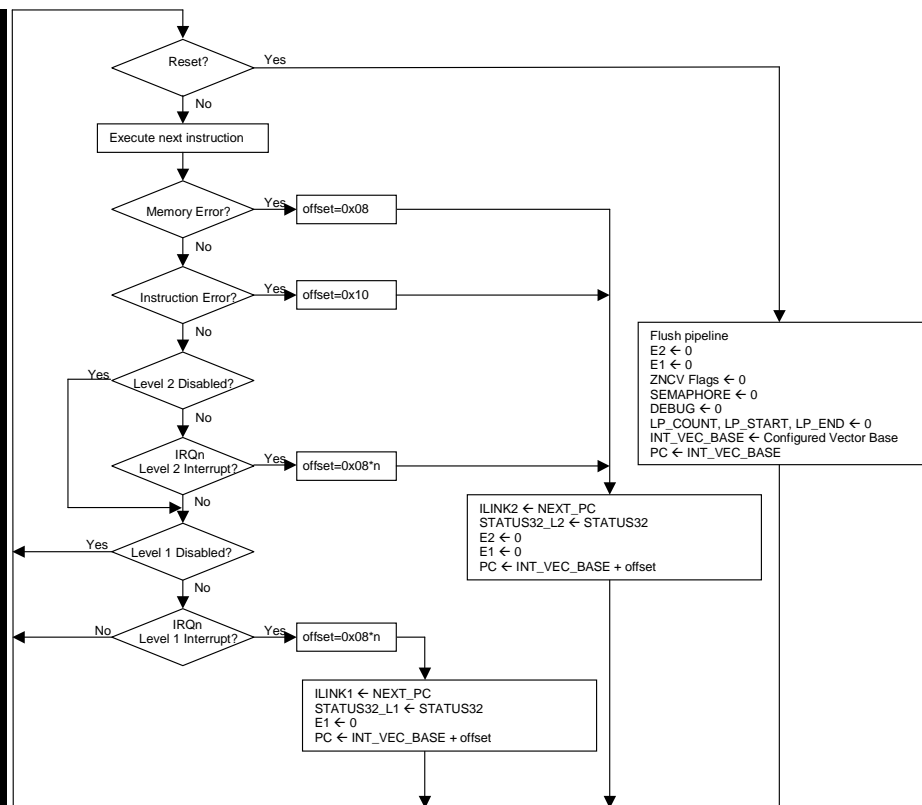 Reset?
Yes
No
Execute next instruction
Memory Error?
Yes
offset=0x08
No
Instruction Error?
Yes
offset=0x10
No
Yes
Level 2 Disabled?
No
IRQn
Level 2 Interrupt?
Yes
offset=0x08*n
No
Yes
Level 1 Disabled?
No
No
IRQn
Level 1 Interrupt?
Yes
offset=0x08*n
Flush pipeline
E2 ← 0
E1 ← 0
ZNCV Flags ← 0
SEMAPHORE ← 0
DEBUG ← 0
LP_COUNT, LP_START, LP_END ← 0
INT_VEC_BASE ← Configured Vector Base
PC ← INT_VEC_BASE
ILINK2 ← NEXT_PC
STATUS32_L2 ← STATUS32
E2 ← 0
E1 ← 0
PC ← INT_VEC_BASE + offset
ILINK1 ← NEXT_PC
STATUS32_L1 ← STATUS32
E1 ← 0
PC ← INT_VEC_BASE + offset